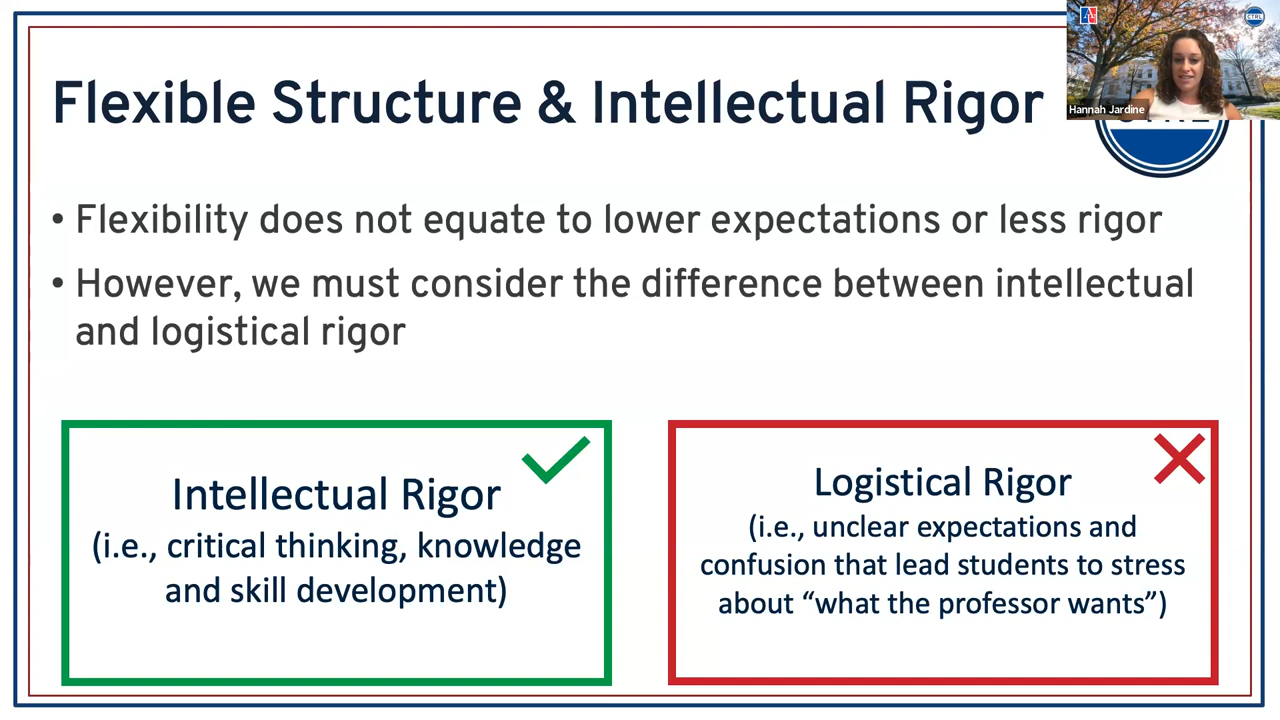 Flexible Structure & Intellectual Rigor
CTRL
Hannah Jardine
• Flexibility does not equate to lower expectations or less rigor
• However, we must consider the difference between intellectual
and logistical rigor
Intellectual Rigor
(i.e., critical thinking, knowledge
and skill development)
Logistical Rigor
(i.e., unclear expectations and
confusion that lead students to stress
about “what the professor wants”)